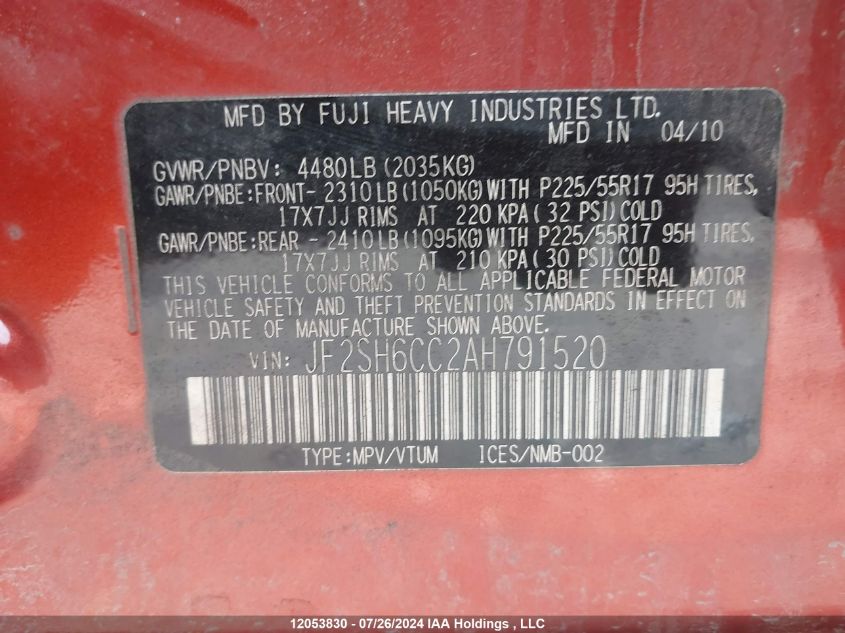 MFD BY FUJI HEAVY INDUSTRIES LTD.
MFD IN 04/10
GVWR/PNBV: 4480LB(2035KG)
GAWR/PNBE:FRONT- 2310LB(1050KG)WITH P225/55R17 95H TIRES,
17X7JJ RIMS AT 220 KPA(32 PSI)COLD
GAWR/PNBE:REAR - 2410LB(1095KG)WITH P225/55R17 95H TIRES,
17X7JJ RIMS AT 210 KPA(30 PSI)COLD
THIS VEHICLE CONFORMS TO ALL APPLICABLE FEDERAL MOTOR
VEHICLE SAFETY AND THEFT PREVENTION STANDARDS IN EFFECT ON
THE DATE OF MANUFACTURE SHOWN ABOVE.
VIN: JF2SH6CC2AH791520
TYPE:MPV/VTUM ICES/NMB-002
12053830 - 07/26/2024 IAA Holdings , LLC